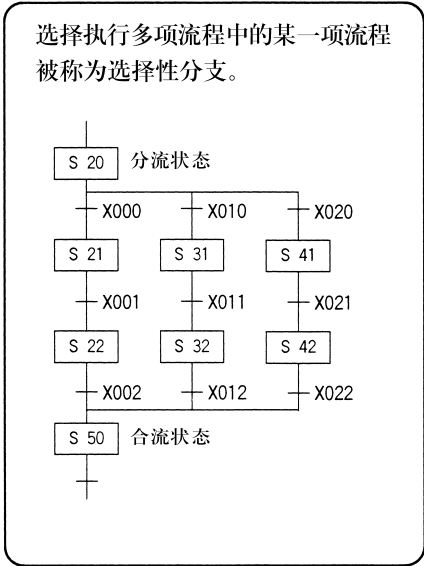 选择执行多项流程中的某一项流程
被称为选择性分支。
S 20 分流状态
X000 X010 X020
S 21 S 31 S 41
X001 X011 X021
S 22 S 32 S 42
X002 X012 X022
S 50 合流状态